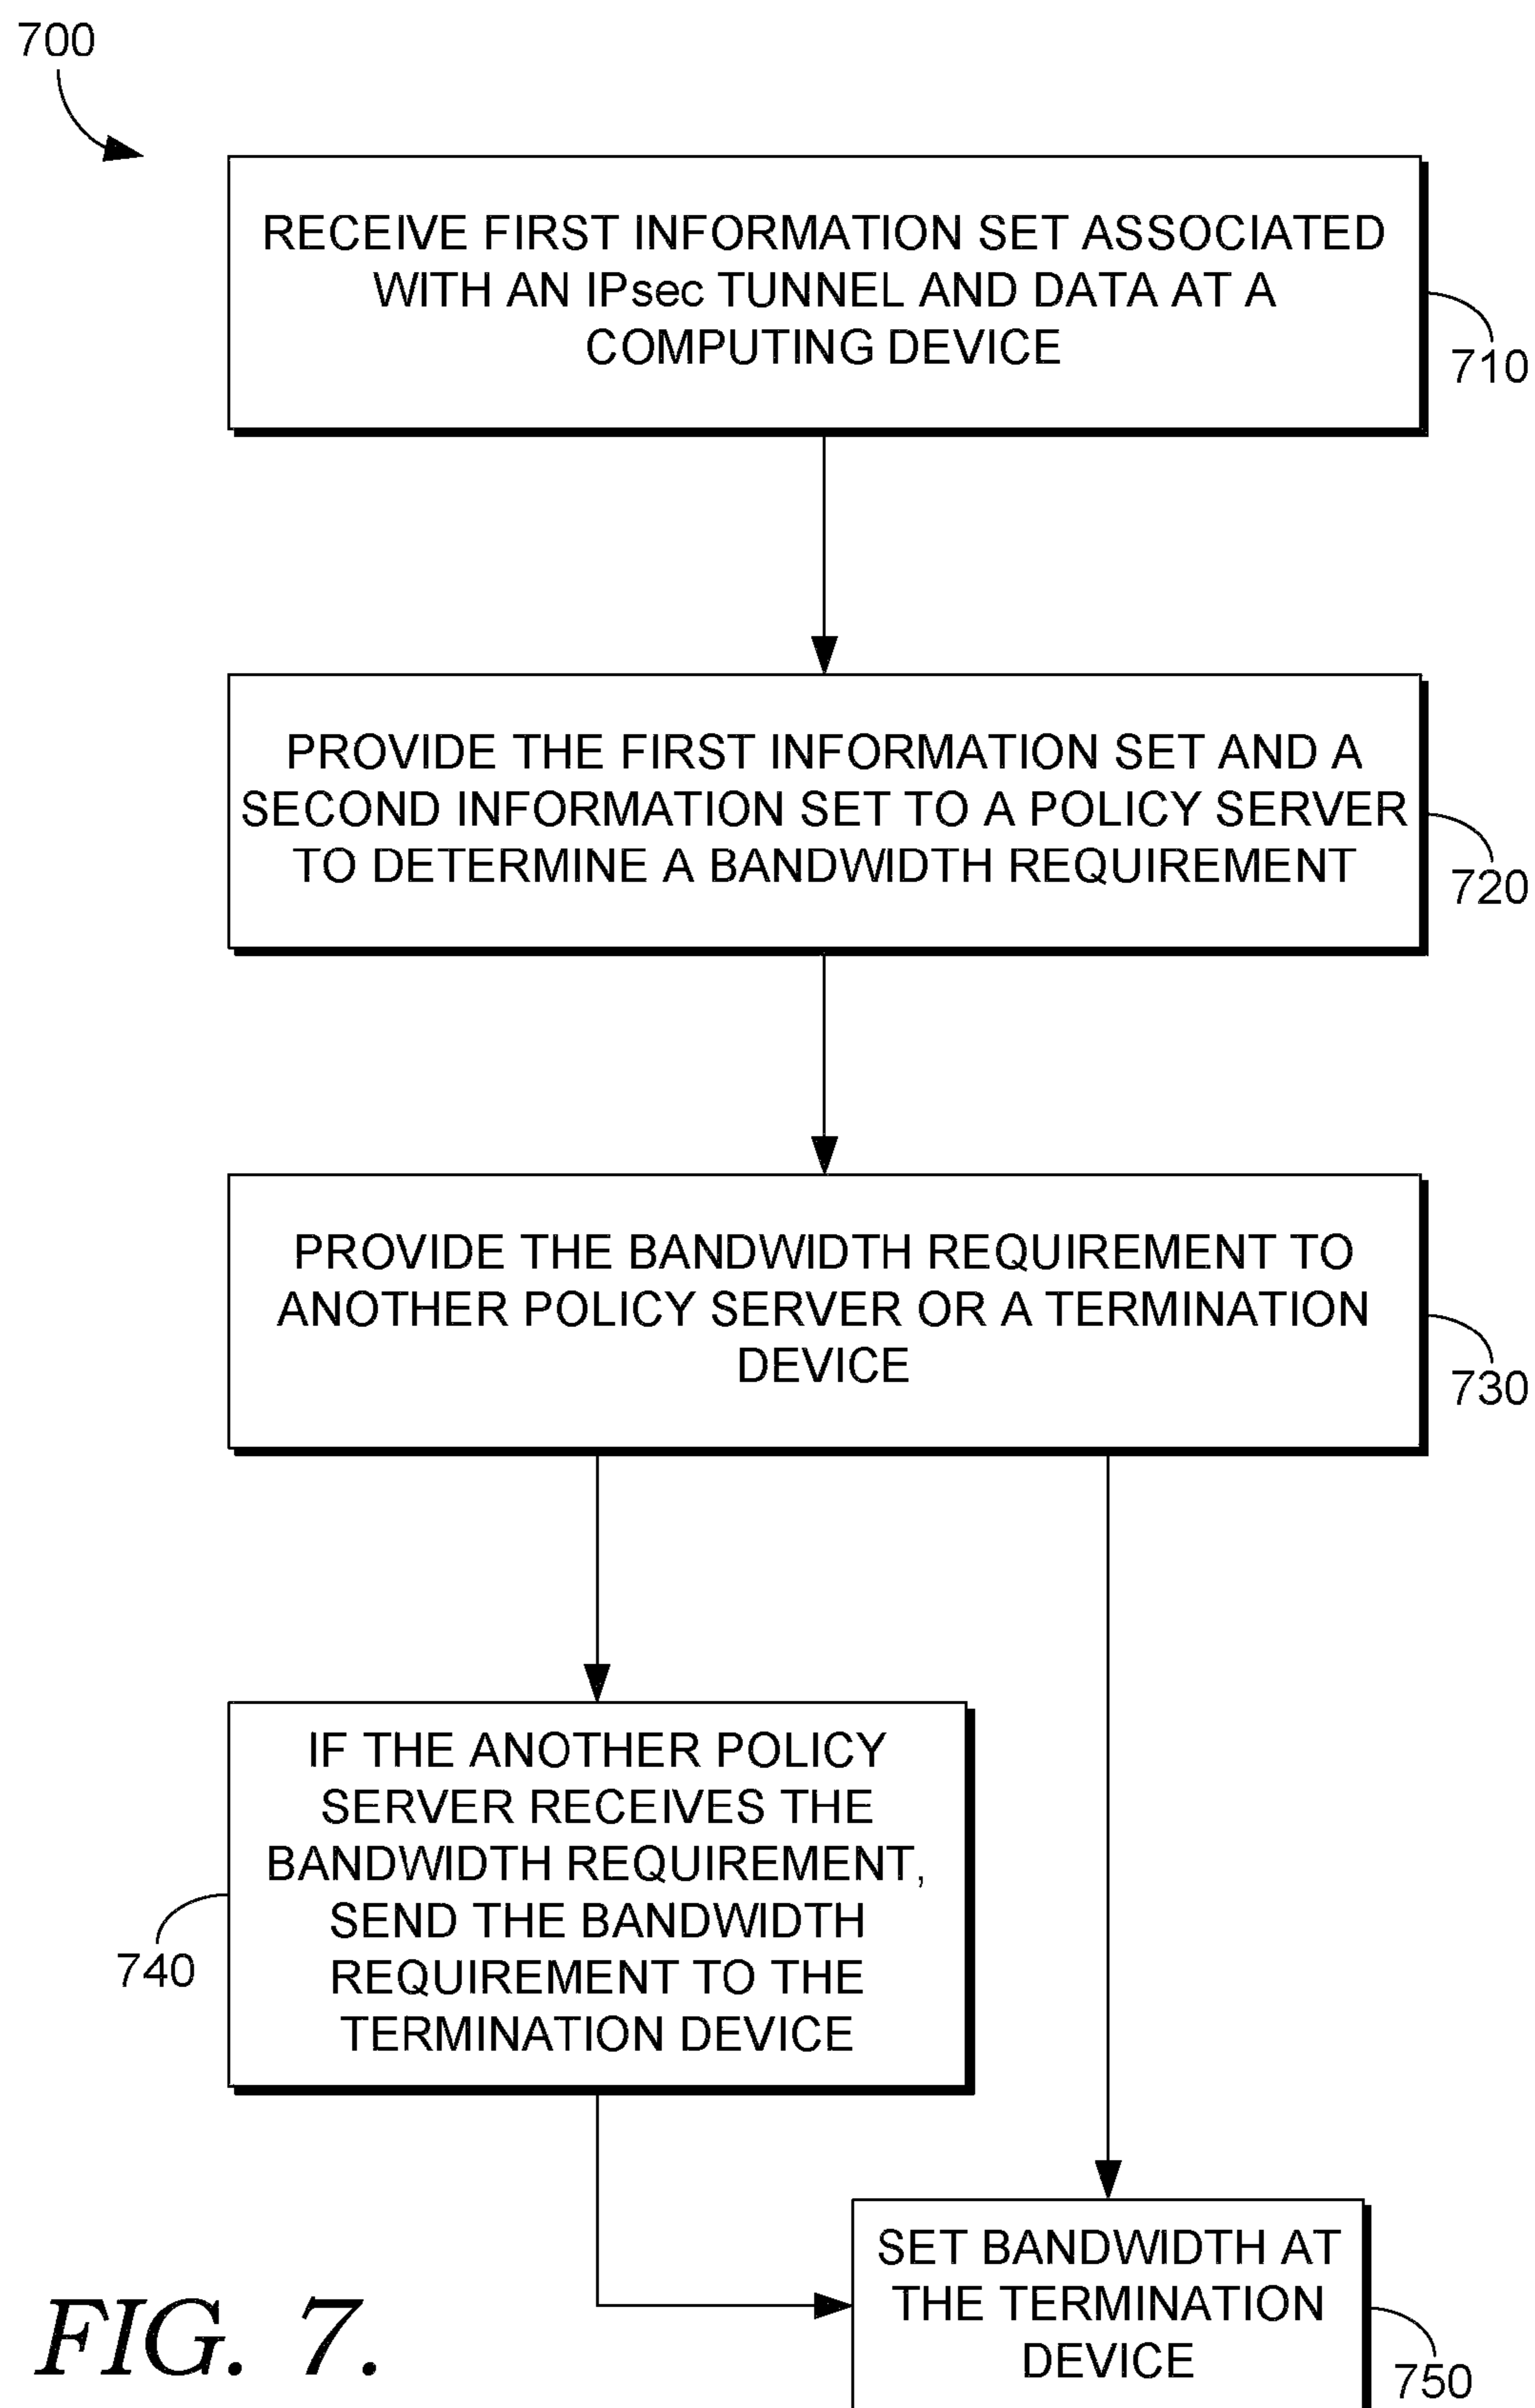 700
RECEIVE FIRST INFORMATION SET ASSOCIATED
WITH AN IPsec TUNNEL AND DATA AT A
COMPUTING DEVICE
710
PROVIDE THE FIRST INFORMATION SET AND A
SECOND INFORMATION SET TO A POLICY SERVER
TO DETERMINE A BANDWIDTH REQUIREMENT
720
PROVIDE THE BANDWIDTH REQUIREMENT TO
ANOTHER POLICY SERVER OR A TERMINATION
DEVICE
730
IF THE ANOTHER POLICY
SERVER RECEIVES THE
BANDWIDTH REQUIREMENT,
SEND THE BANDWIDTH
REQUIREMENT TO THE
TERMINATION DEVICE
740
SET BANDWIDTH AT
THE TERMINATION
DEVICE
750
FIG. 7.